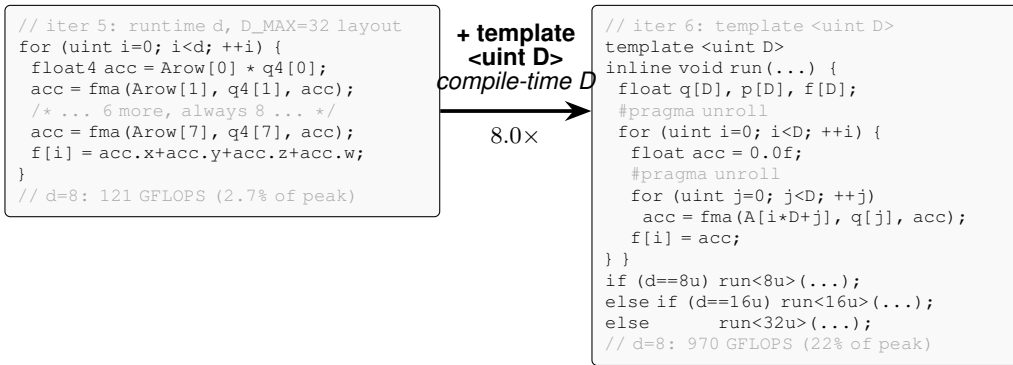 // iter 5: runtime d, D_MAX=32 layout
for (uint i=0; i<d; ++i) {
float4 acc = Arow[0] * q4[0];
acc = fma(Arow[1], q4[1], acc);
/* ... 6 more, always 8 ... */
acc = fma(Arow[7], q4[7], acc);
f[i] = acc.x+acc.y+acc.z+acc.w;
}
// d=8: 121 GFLOPS (2.7% of peak)
+ template
<uint D>
compile-time D
8.0×
// iter 6: template <uint D>
template <uint D>
inline void run(...) {
float q[D], p[D], f[D];
#pragma unroll
for (uint i=0; i<D; ++i) {
float acc = 0.0f;
#pragma unroll
for (uint j=0; j<D; ++j)
acc = fma(A[i*D+j], q[j], acc);
f[i] = acc;
} }
if (d==8u) run<8u>(...);
else if (d==16u) run<16u>(...);
else run<32u>(...);
// d=8: 970 GFLOPS (22% of peak)